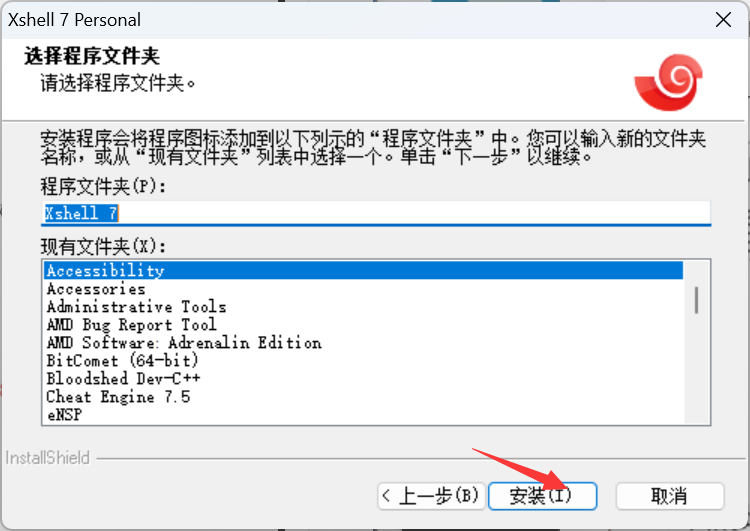 Xshell 7 Personal
选择程序文件夹
请选择程序文件夹。
安装程序会将程序图标添加到以下列示的“程序文件夹”中。您可以输入新的文件夹
名称，或从“现有文件夹”列表中选择一个。单击“下一步”以继续。
程序文件夹(P)：
Xshell 7
现有文件夹(X)：
Accessibility
Accessories
Administrative Tools
AMD Bug Report Tool
AMD Software: Adrenalin Edition
BitComet (64-bit)
Bloodshed Dev-C++
Cheat Engine 7.5
eNSP
InstallShield
< 上一步(B)
安装(I)
取消